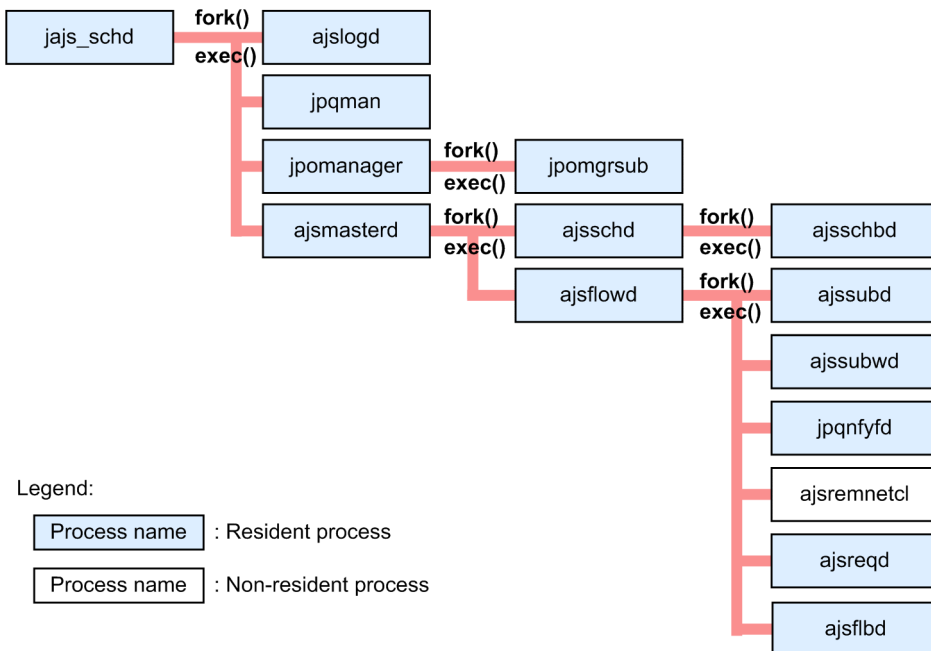 fork()
jajs_schd
ajslogd
exec()
jpqman
fork()
jpomanager
jpomgrsub
exec()
fork()
fork()
ajsmasterd
ajsschd
ajsschbd
exec()
exec()
fork()
ajsflowd
ajssubd
exec()
ajssubwd
jpqnfyfd
Legend:
ajsremnetcl
Process name : Resident process
ajsreqd
Process name : Non-resident process
ajsflbd